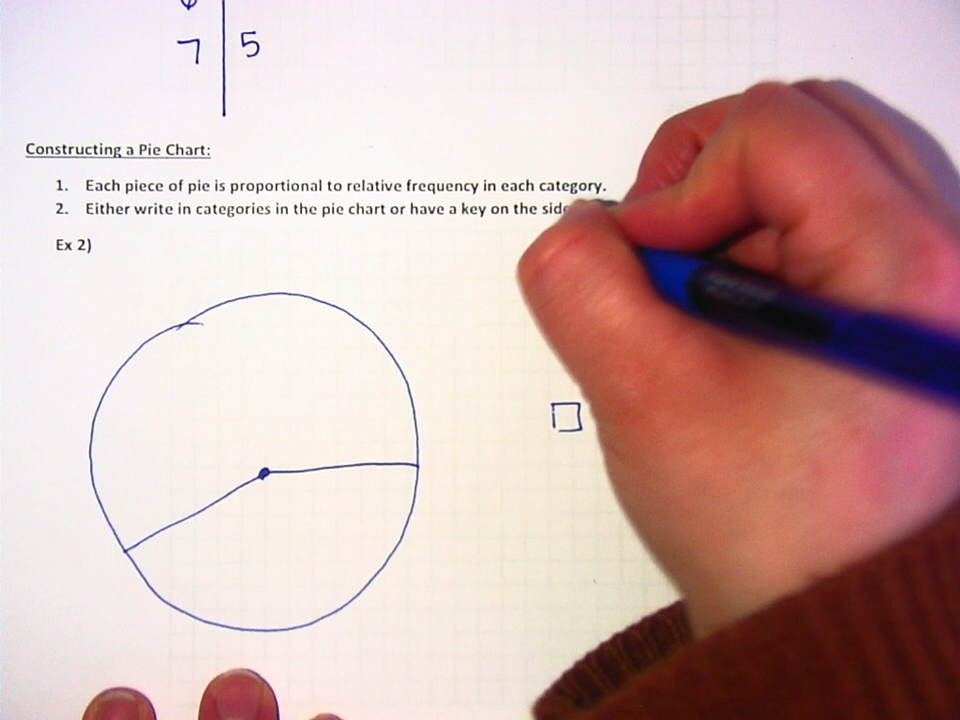 7 | 5
Constructing a Pie Chart:
1. Each piece of pie is proportional to relative frequency in each category.
2. Either write in categories in the pie chart or have a key on the side
Ex 2)